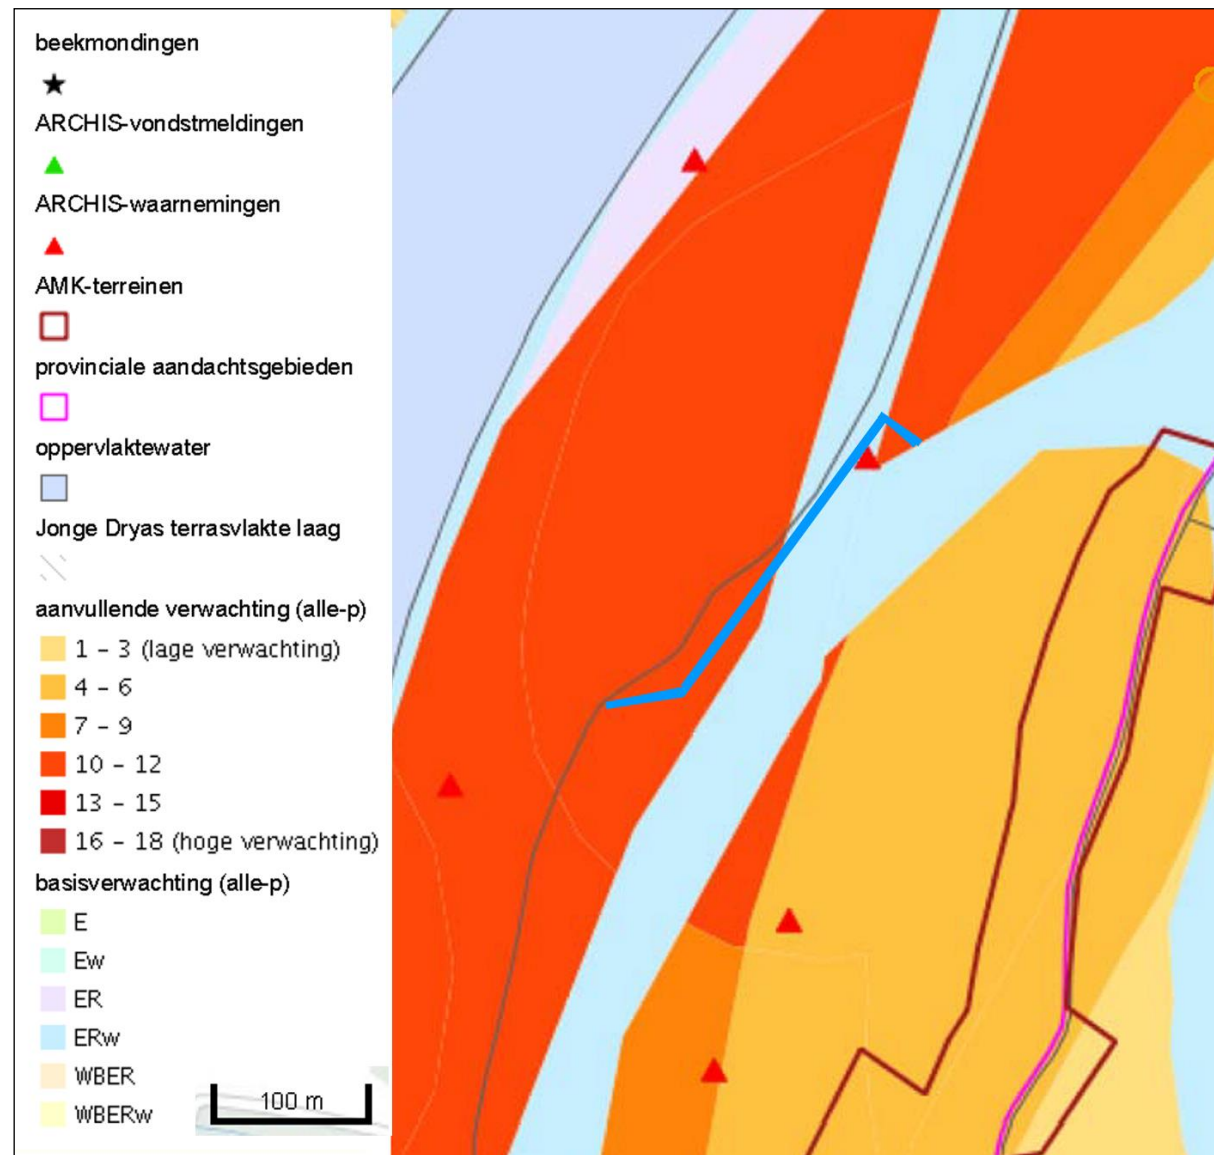 beekmondingen
ARCHIS-vondstmeldingen
ARCHIS-waarnemingen
AMK-terreinen
provinciale aandachtsgebieden
oppervlaktewater
Jonge Dryas terrasvlakte laag
aanvullende verwachting (alle-p)
1 – 3 (lage verwachting)
4 – 6
7 – 9
10 – 12
13 – 15
16 – 18 (hoge verwachting)
basisverwachting (alle-p)
E
Ew
ER
ERw
WBER
WBERw
100 m